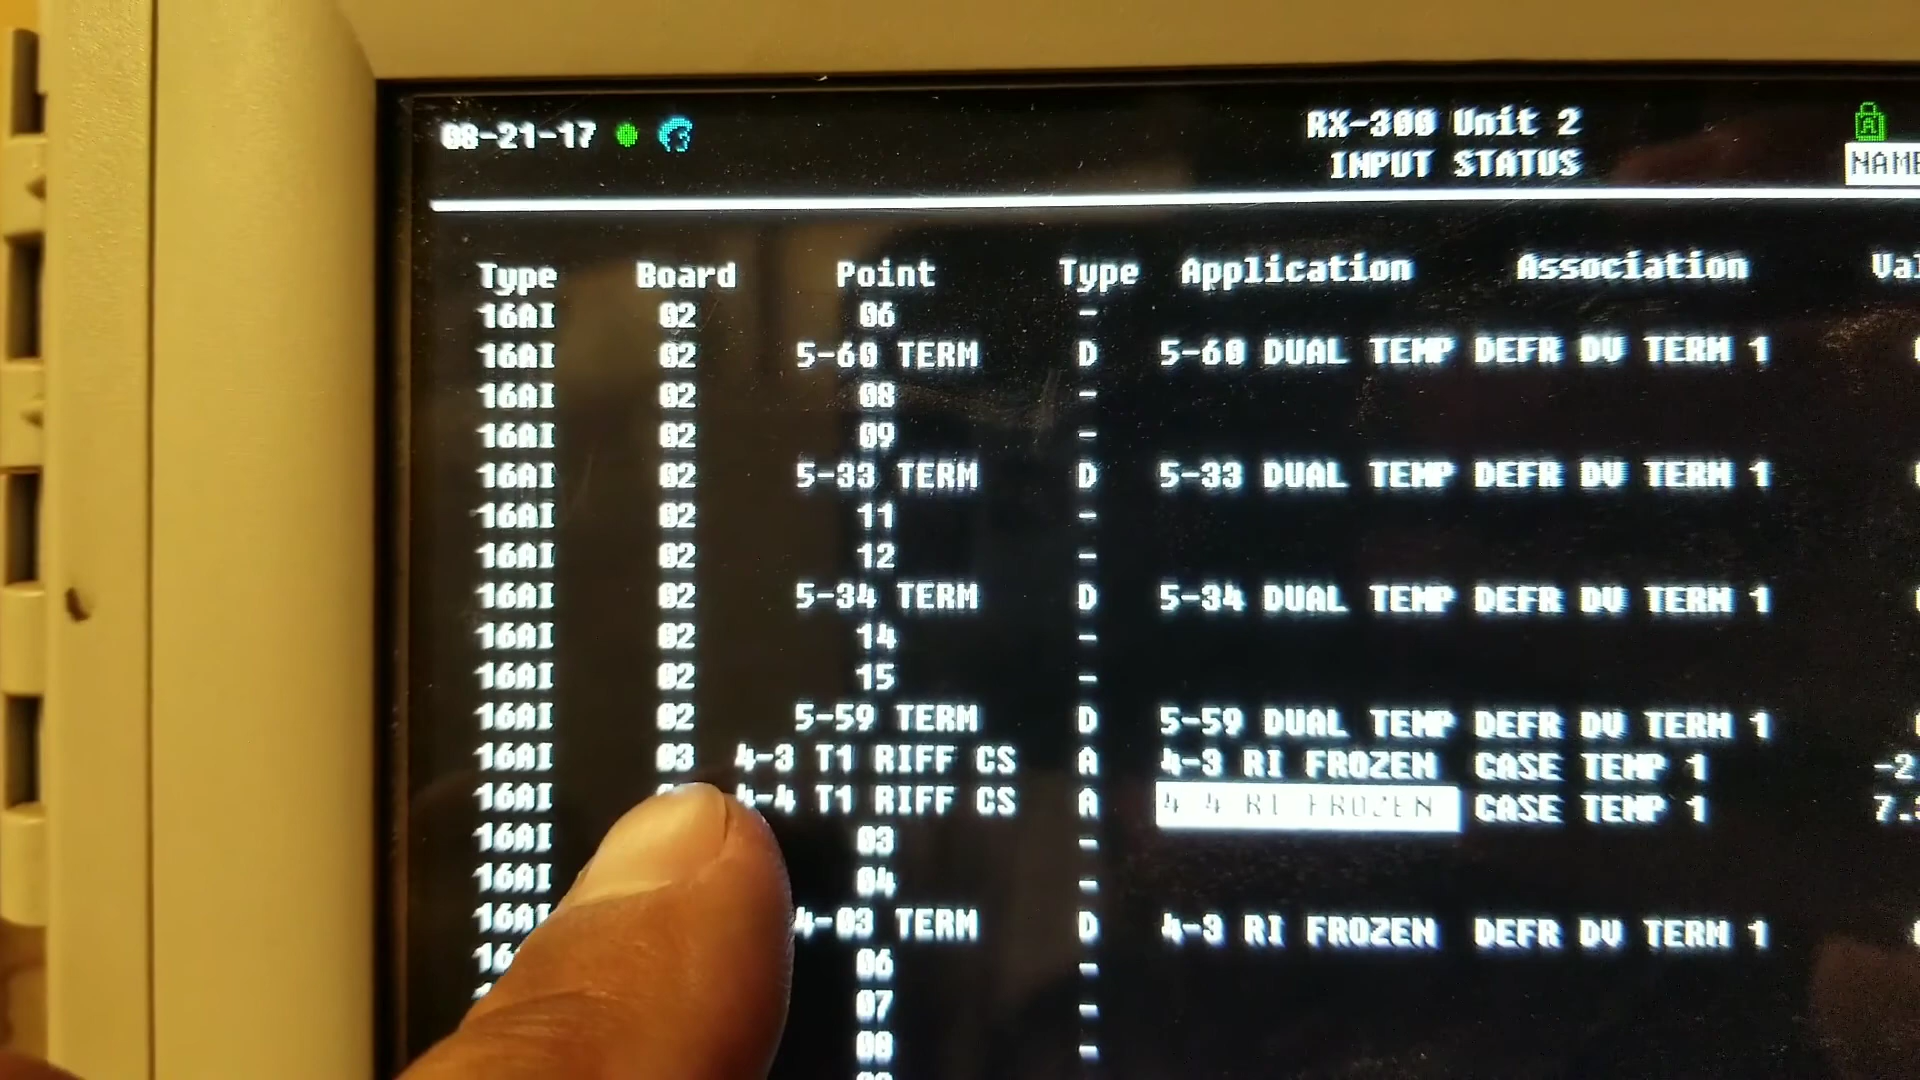 08-21-17 RX-300 Unit 2
INPUT STATUS
Type Board Point Type Application Association
16AI 02 06 -
16AI 02 5-60 TERM D 5-60 DUAL TEMP DEFR DV TERM 1
16AI 02 08 -
16AI 02 09 -
16AI 02 5-33 TERM D 5-33 DUAL TEMP DEFR DV TERM 1
16AI 02 11 -
16AI 02 12 -
16AI 02 5-34 TERM D 5-34 DUAL TEMP DEFR DV TERM 1
16AI 02 14 -
16AI 02 15 -
16AI 02 5-59 TERM D 5-59 DUAL TEMP DEFR DV TERM 1
16AI 03 4-3 T1 RIFF CS A 4-3 RI FROZEN CASE TEMP 1 -2
16AI 4-4 T1 RIFF CS A 4 4 RI FROZEN CASE TEMP 1 7.
16AI 03 -
16AI 04 -
16AI 4-03 TERM D 4-3 RI FROZEN DEFR DV TERM 1
16 06 -
07 -
08 -